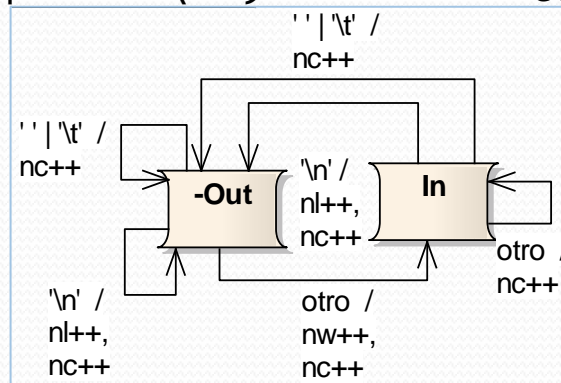 ' ' | '\t' /
nc++
' ' | '\t' /
nc++
-Out
'\n' /
nl++,
nc++
In
otro /
nc++
'\n' /
nl++,
nc++
otro /
nw++,
nc++